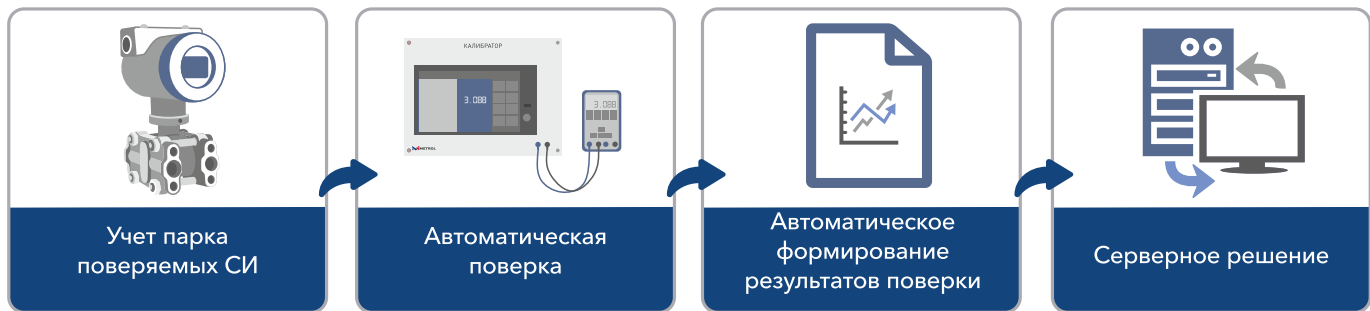 КАЛИБРАТОР
3.088
3.088
METROL
Учет парка
поверяемых СИ
Автоматическая
поверка
Автоматическое
формирование
результатов поверки
Серверное решение